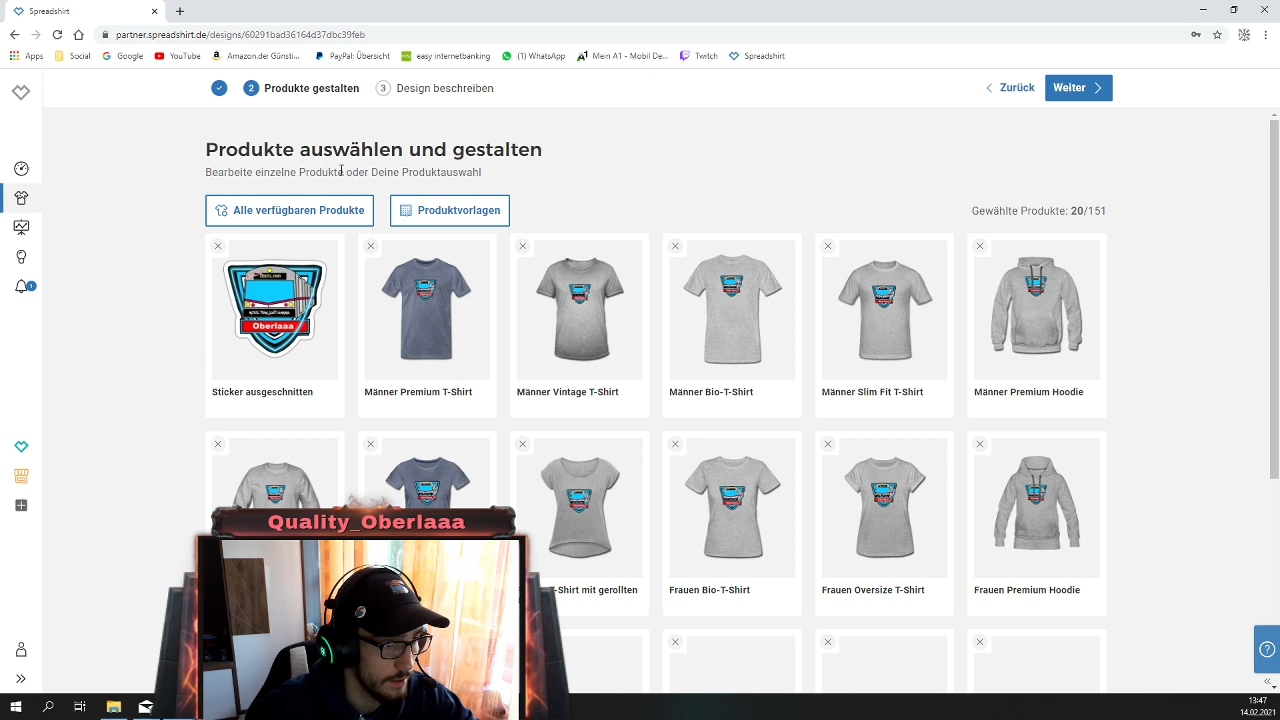 Spreadshirt
partner.spreadshirt.de/designs/60291bad36164d37dbc39feb
Apps Social Google YouTube Amazon.de: Günsti... PayPal: Übersicht easy internetbanking (1) WhatsApp Mein A1 - Mobil De... Twitch Spreadshirt
2 Produkte gestalten 3 Design beschreiben Zurück Weiter
Produkte auswählen und gestalten
Bearbeite einzelne Produkte oder Deine Produktauswahl
Alle verfügbaren Produkte Produktvorlagen Gewählte Produkte: 20/151
1
OBERLAAA
Oberlaaa
Sticker ausgeschnitten Männer Premium T-Shirt Männer Vintage T-Shirt Männer Bio-T-Shirt Männer Slim Fit T-Shirt Männer Premium Hoodie
Quality_Oberlaaa
T-Shirt mit gerollten Frauen Bio-T-Shirt Frauen Oversize T-Shirt Frauen Premium Hoodie
13:47
14.02.2021